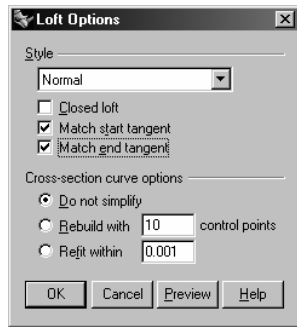 Loft Options
Style
Normal
Closed loft
Match start tangent
Match end tangent
Cross-section curve options
Do not simplify
Rebuild with 10 control points
Refit within 0.001
OK Cancel Preview Help